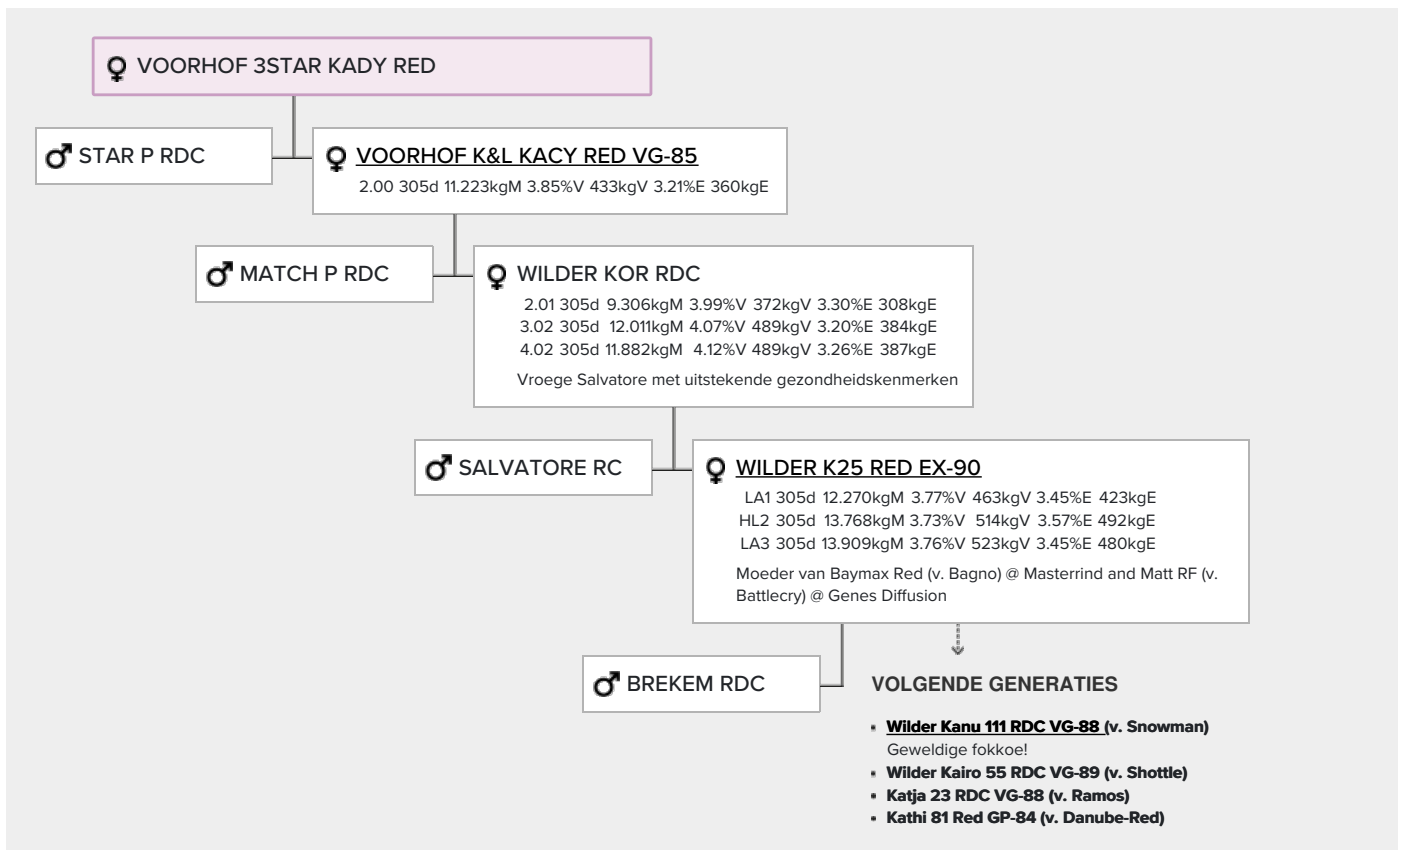 VOORHOF 3STAR KADY RED
STAR P RDC
VOORHOF K&L KACY RED VG-85
2.00 305d 11.223kgM 3.85%V 433kgV 3.21%E 360kgE
MATCH P RDC
WILDER KOR RDC
2.01 305d 9.306kgM 3.99%V 372kgV 3.30%E 308kgE
3.02 305d 12.011kgM 4.07%V 489kgV 3.20%E 384kgE
4.02 305d 11.882kgM 4.12%V 489kgV 3.26%E 387kgE
Vroege Salvatore met uitstekende gezondheidskenmerken
SALVATORE RC
WILDER K25 RED EX-90
LA1 305d 12.270kgM 3.77%V 463kgV 3.45%E 423kgE
HL2 305d 13.768kgM 3.73%V 514kgV 3.57%E 492kgE
LA3 305d 13.909kgM 3.76%V 523kgV 3.45%E 480kgE
Moeder van Baymax Red (v. Bagno) @ Masterrind and Matt RF (v.
Battlecry) @ Genes Diffusion
BREKEM RDC
VOLGENDE GENERATIES
Wilder Kanu 111 RDC VG-88 (v. Snowman)
Geweldige fokkoe!
Wilder Kairo 55 RDC VG-89 (v. Shottle)
Katja 23 RDC VG-88 (v. Ramos)
Kathi 81 Red GP-84 (v. Danube-Red)